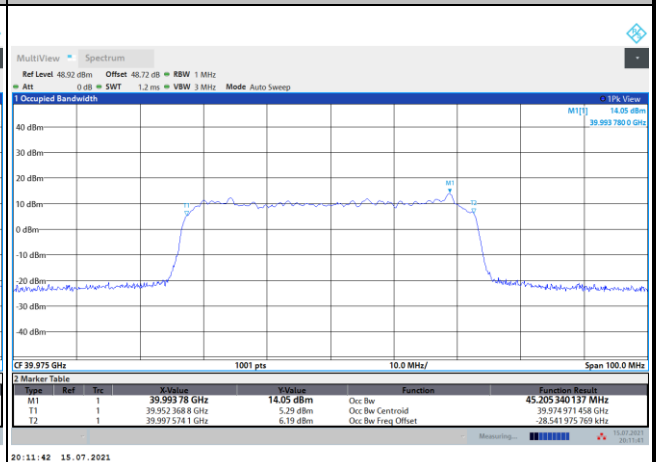 MultiView Spectrum
Ref Level 48.92 dBm Offset 48.72 dB RBW 1 MHz
Att 0 dB SWT 1.2 ms VBW 3 MHz Mode Auto Sweep
1 Occupied Bandwidth 1Pk View
M1[1] 14.05 dBm
39.993 780 0 GHz
40 dBm
30 dBm
20 dBm
M1
10 dBm
T1 T2
0 dBm
-10 dBm
-20 dBm
-30 dBm
-40 dBm
CF 39.975 GHz 1001 pts 10.0 MHz/ Span 100.0 MHz
2 Marker Table
Type Ref Trc X-Value Y-Value Function Function Result
M1 1 39.993 78 GHz 14.05 dBm Occ Bw 45.205 340 137 MHz
T1 1 39.952 368 8 GHz 5.29 dBm Occ Bw Centroid 39.974 971 458 GHz
T2 1 39.997 574 1 GHz 6.19 dBm Occ Bw Freq Offset -28.541 975 769 kHz
Measuring... 15.07.2021
20:11:41
20:11:42 15.07.2021